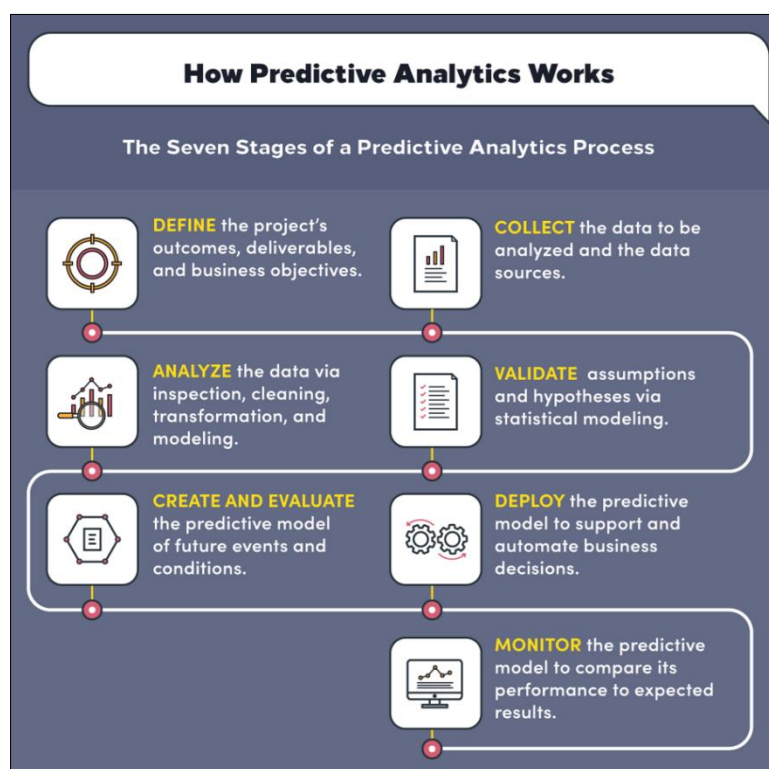 How Predictive Analytics Works
The Seven Stages of a Predictive Analytics Process
DEFINE the project's
outcomes, deliverables,
and business objectives.
COLLECT the data to be
analyzed and the data
sources.
ANALYZE the data via
inspection, cleaning,
transformation, and
modeling.
VALIDATE assumptions
and hypotheses via
statistical modeling.
CREATE AND EVALUATE
the predictive model
of future events and
conditions.
DEPLOY the predictive
model to support and
automate business
decisions.
MONITOR the predictive
model to compare its
performance to expected
results.